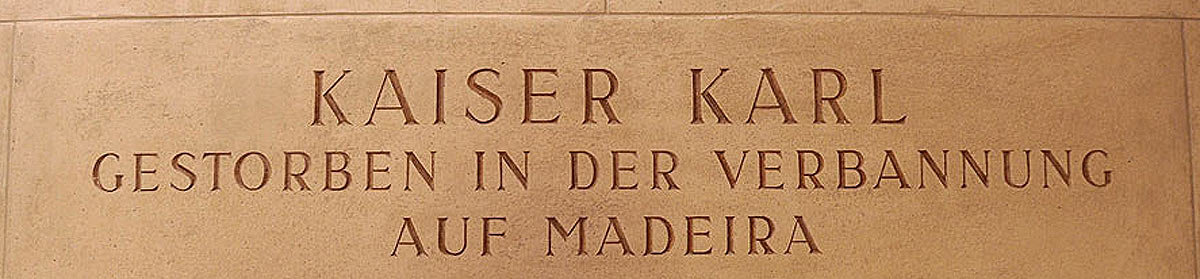 KAISER KARL
GESTORBEN IN DER VERBANNUNG
AUF MADEIRA